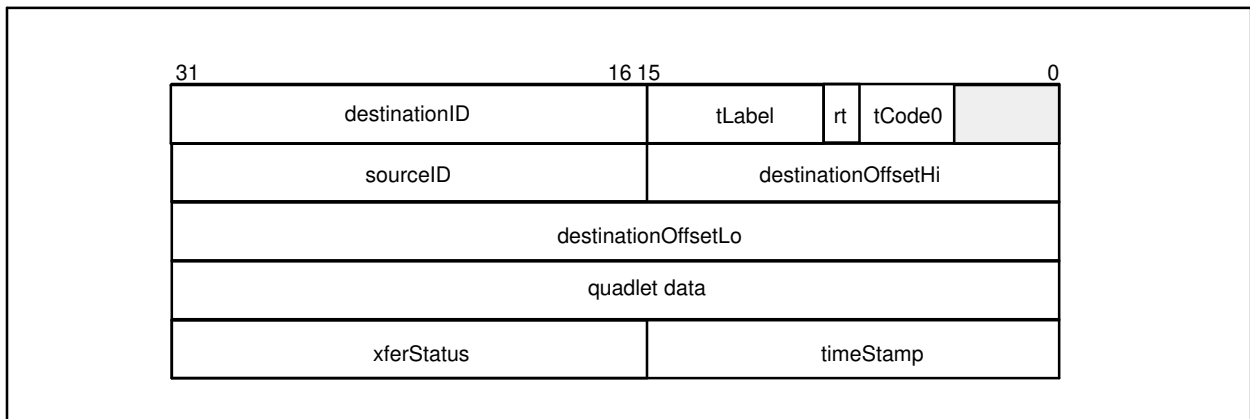 31 16 15 0
destinationID tLabel rt tCode0
sourceID destinationOffsetHi
destinationOffsetLo
quadlet data
xferStatus timeStamp